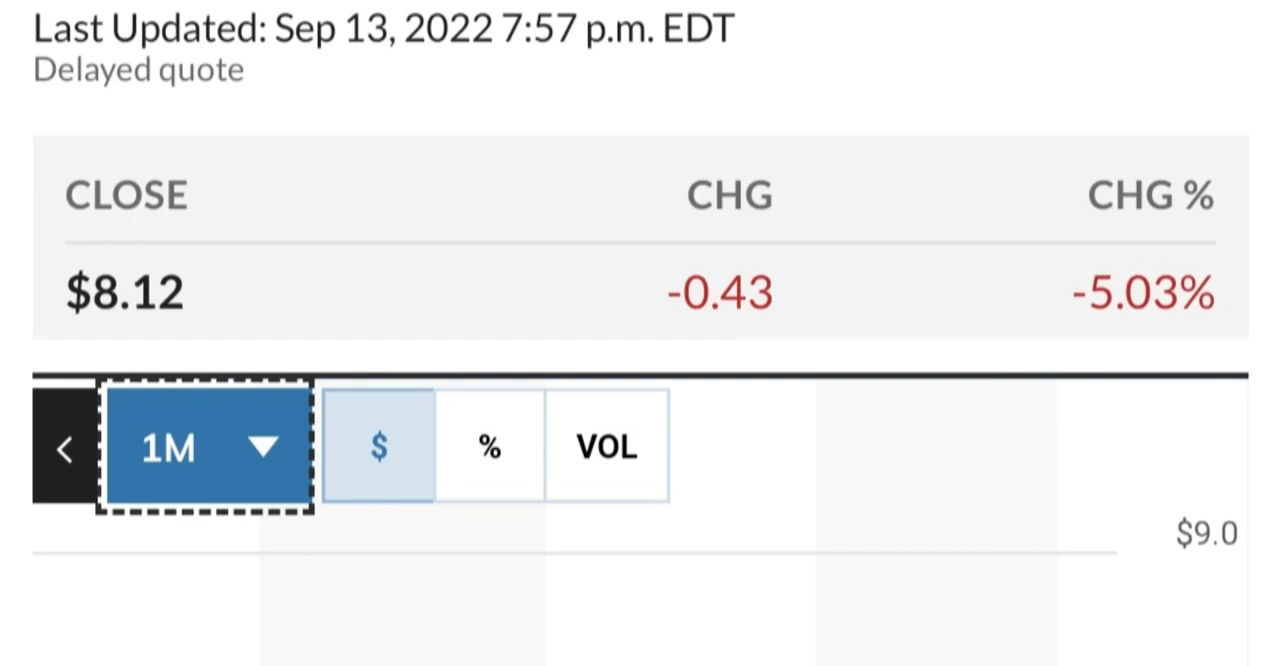 Last Updated: Sep 13, 2022 7:57 p.m. EDT
Delayed quote
CLOSE CHG CHG %
$8.12 -0.43 -5.03%
1M $ % VOL
$9.0